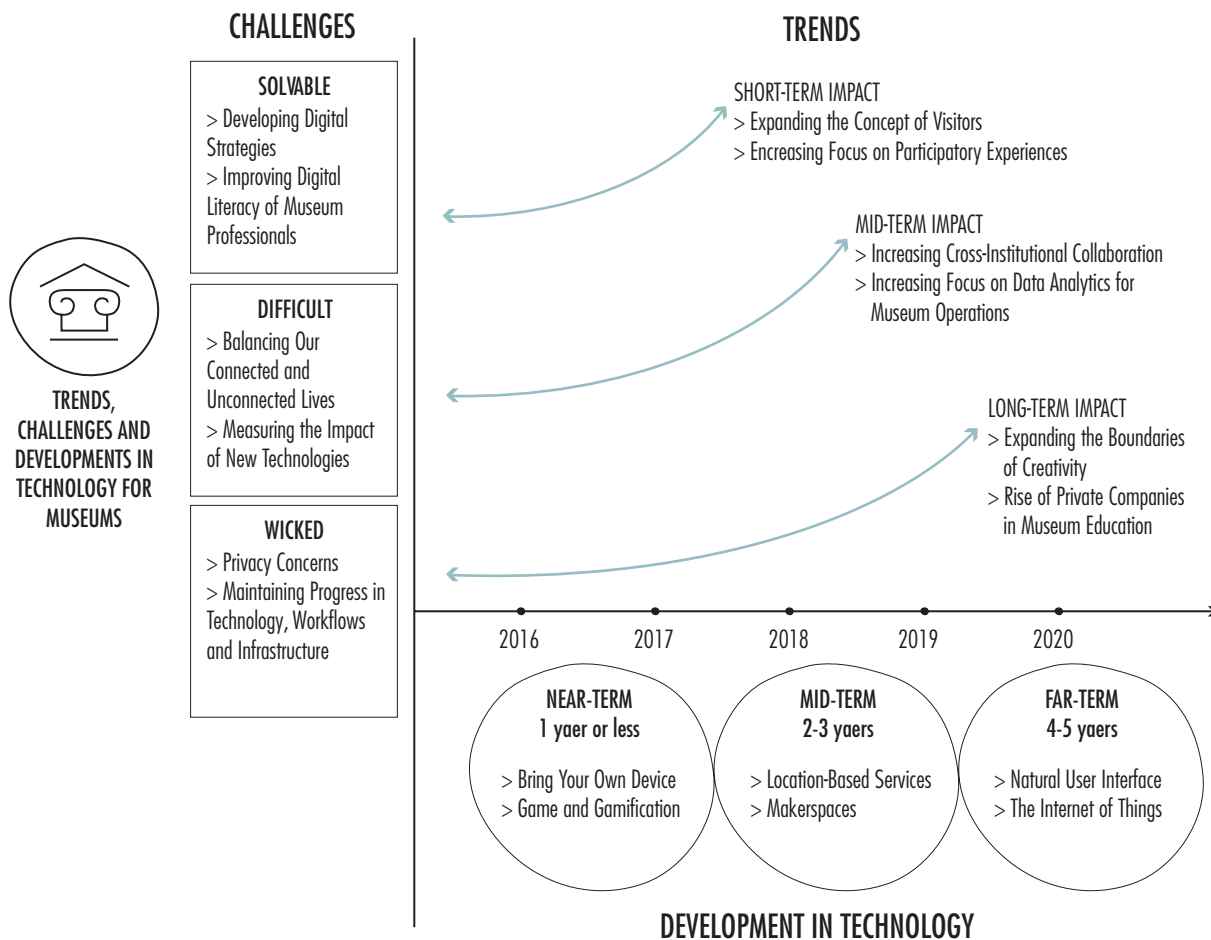 CHALLENGES
TRENDS
SOLVABLE
> Developing Digital
Strategies
> Improving Digital
Literacy of Museum
Professionals
DIFFICULT
> Balancing Our
Connected and
Unconnected Lives
> Measuring the Impact
of New Technologies
WICKED
> Privacy Concerns
> Maintaining Progress in
Technology, Workflows
and Infrastructure
TRENDS,
CHALLENGES AND
DEVELOPMENTS IN
TECHNOLOGY FOR
MUSEUMS
SHORT-TERM IMPACT
> Expanding the Concept of Visitors
> Encreasing Focus on Participatory Experiences
MID-TERM IMPACT
> Increasing Cross-Institutional Collaboration
> Increasing Focus on Data Analytics for
Museum Operations
LONG-TERM IMPACT
> Expanding the Boundaries
of Creativity
> Rise of Private Companies
in Museum Education
2016 2017 2018 2019 2020
NEAR-TERM
1 yaer or less
> Bring Your Own Device
> Game and Gamification
MID-TERM
2-3 yaers
> Location-Based Services
> Makerspaces
FAR-TERM
4-5 yaers
> Natural User Interface
> The Internet of Things
DEVELOPMENT IN TECHNOLOGY